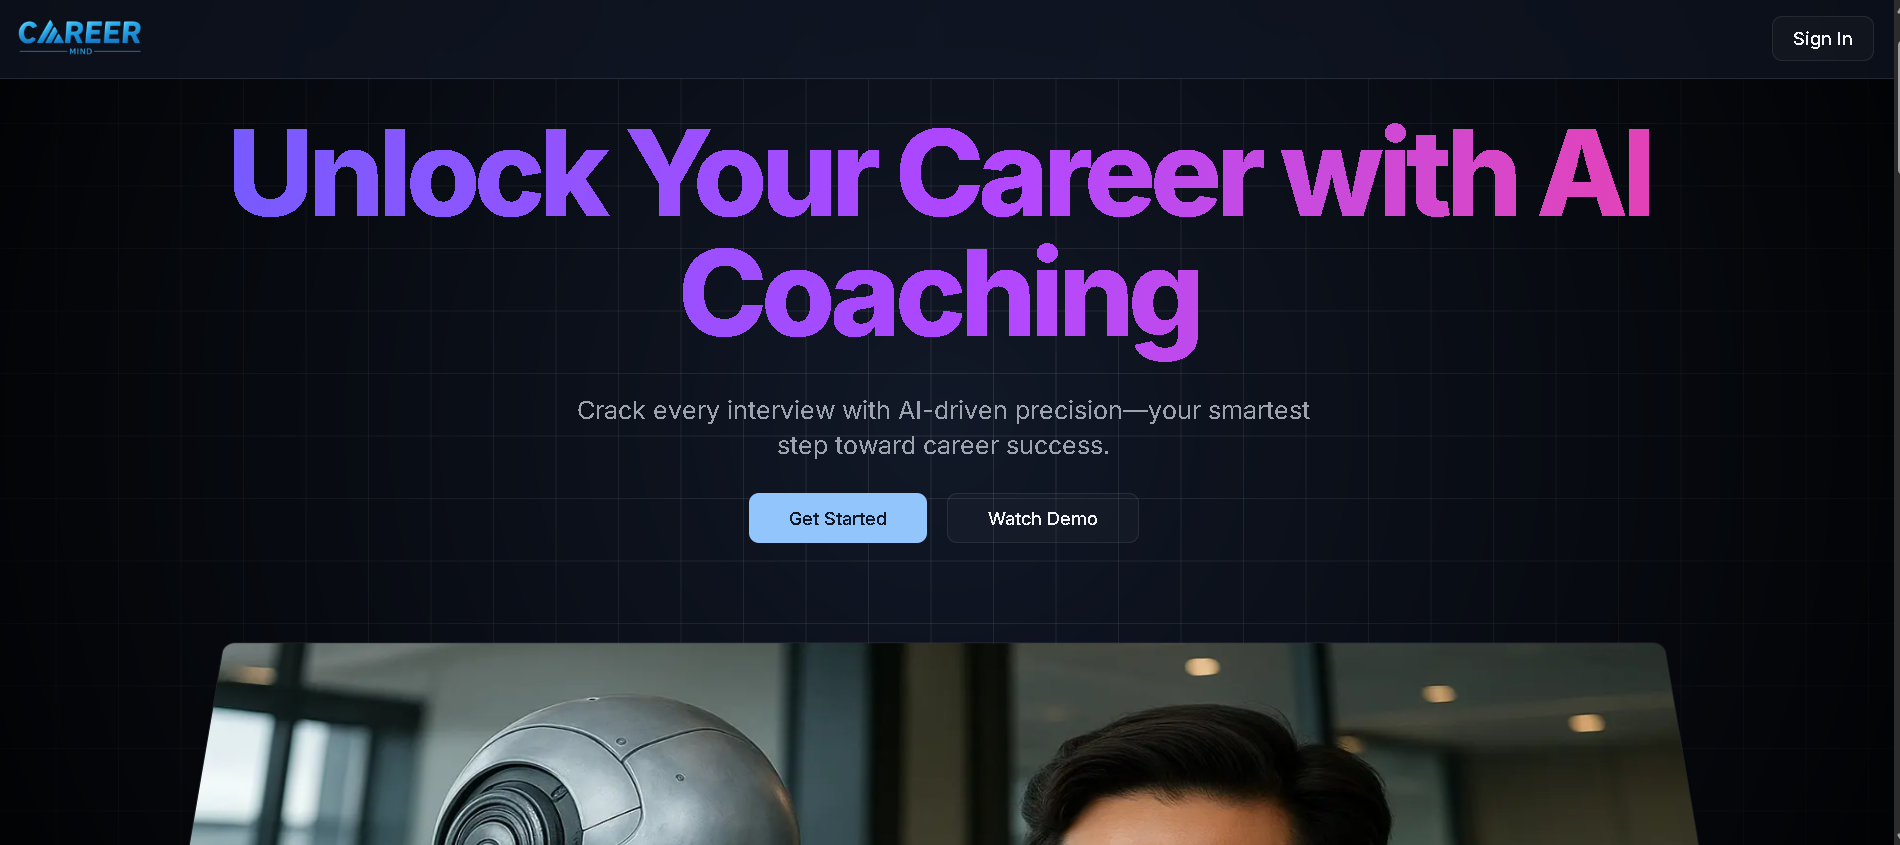 CAREER
MIND
Sign In
Unlock Your Career with AI
Coaching
Crack every interview with AI-driven precision—your smartest
step toward career success.
Get Started
Watch Demo